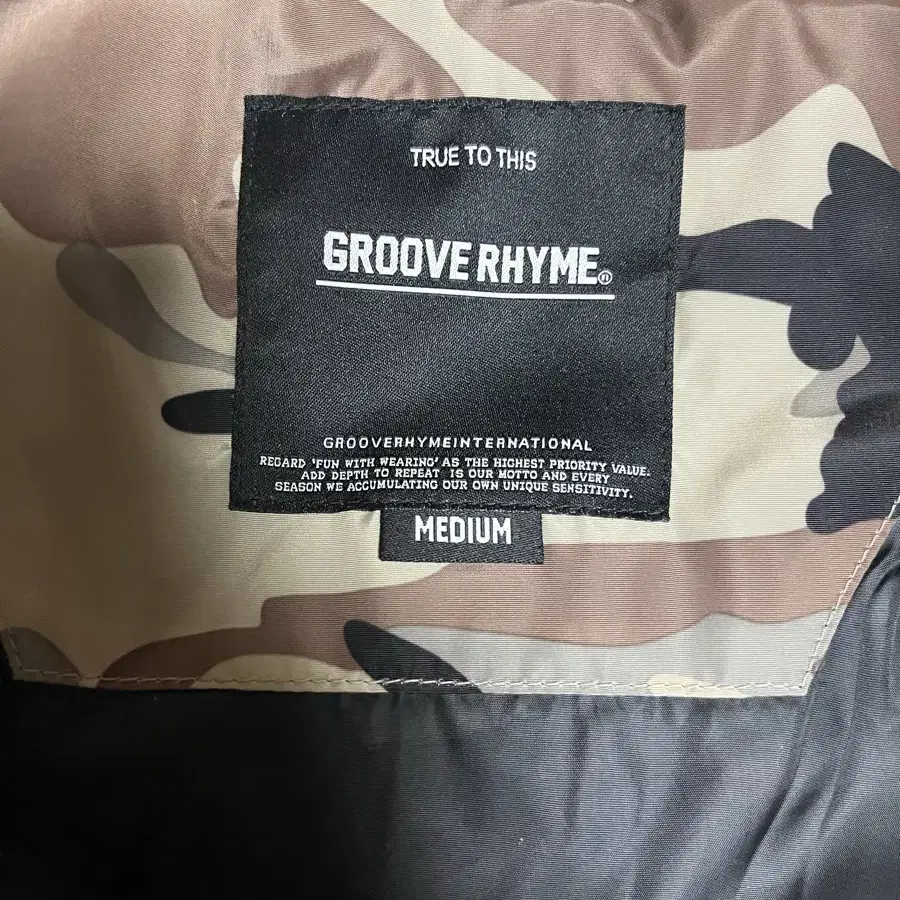 TRUE TO THIS
GROOVE RHYME®
GROOVERHYMEINTERNATIONAL
REGARD 'FUN WITH WEARING' AS THE HIGHEST PRIORITY VALUE.
ADD DEPTH TO REPEAT IS OUR MOTTO AND EVERY
SEASON WE ACCUMULATING OUR OWN UNIQUE SENSITIVITY.
MEDIUM